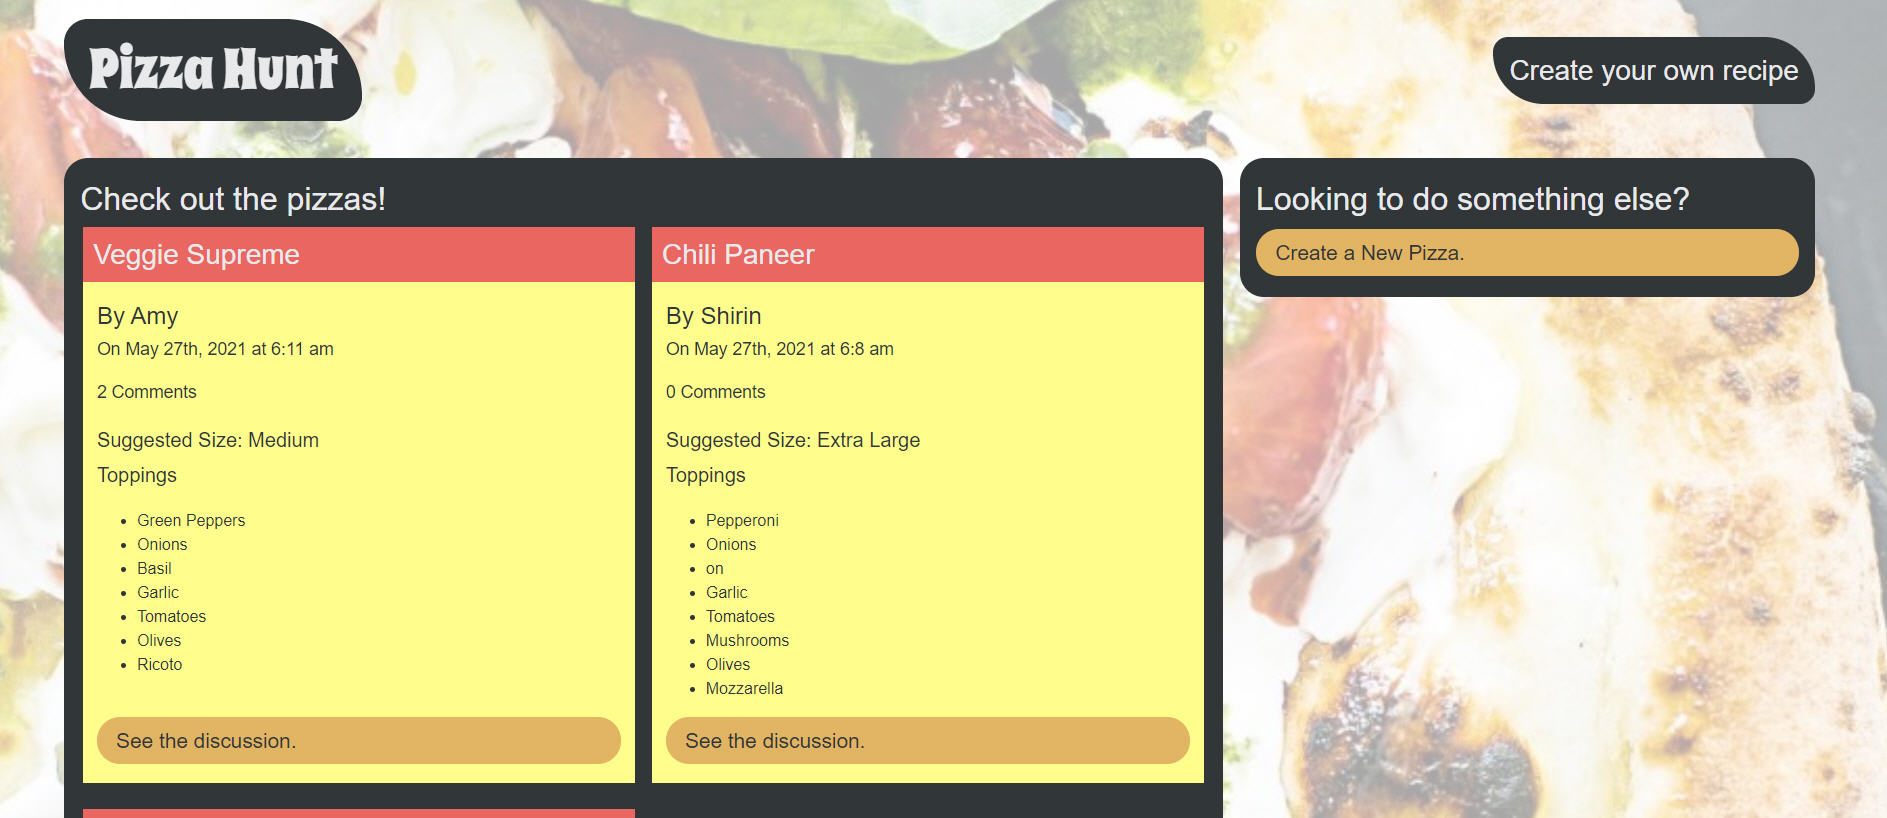 Pizza Hunt
Create your own recipe
Check out the pizzas!
Veggie Supreme
By Amy
On May 27th, 2021 at 6:11 am
2 Comments
Suggested Size: Medium
Toppings
Green Peppers
Onions
Basil
Garlic
Tomatoes
Olives
Ricoto
See the discussion.
Chili Paneer
By Shirin
On May 27th, 2021 at 6:8 am
0 Comments
Suggested Size: Extra Large
Toppings
Pepperoni
Onions
on
Garlic
Tomatoes
Mushrooms
Olives
Mozzarella
See the discussion.
Looking to do something else?
Create a New Pizza.